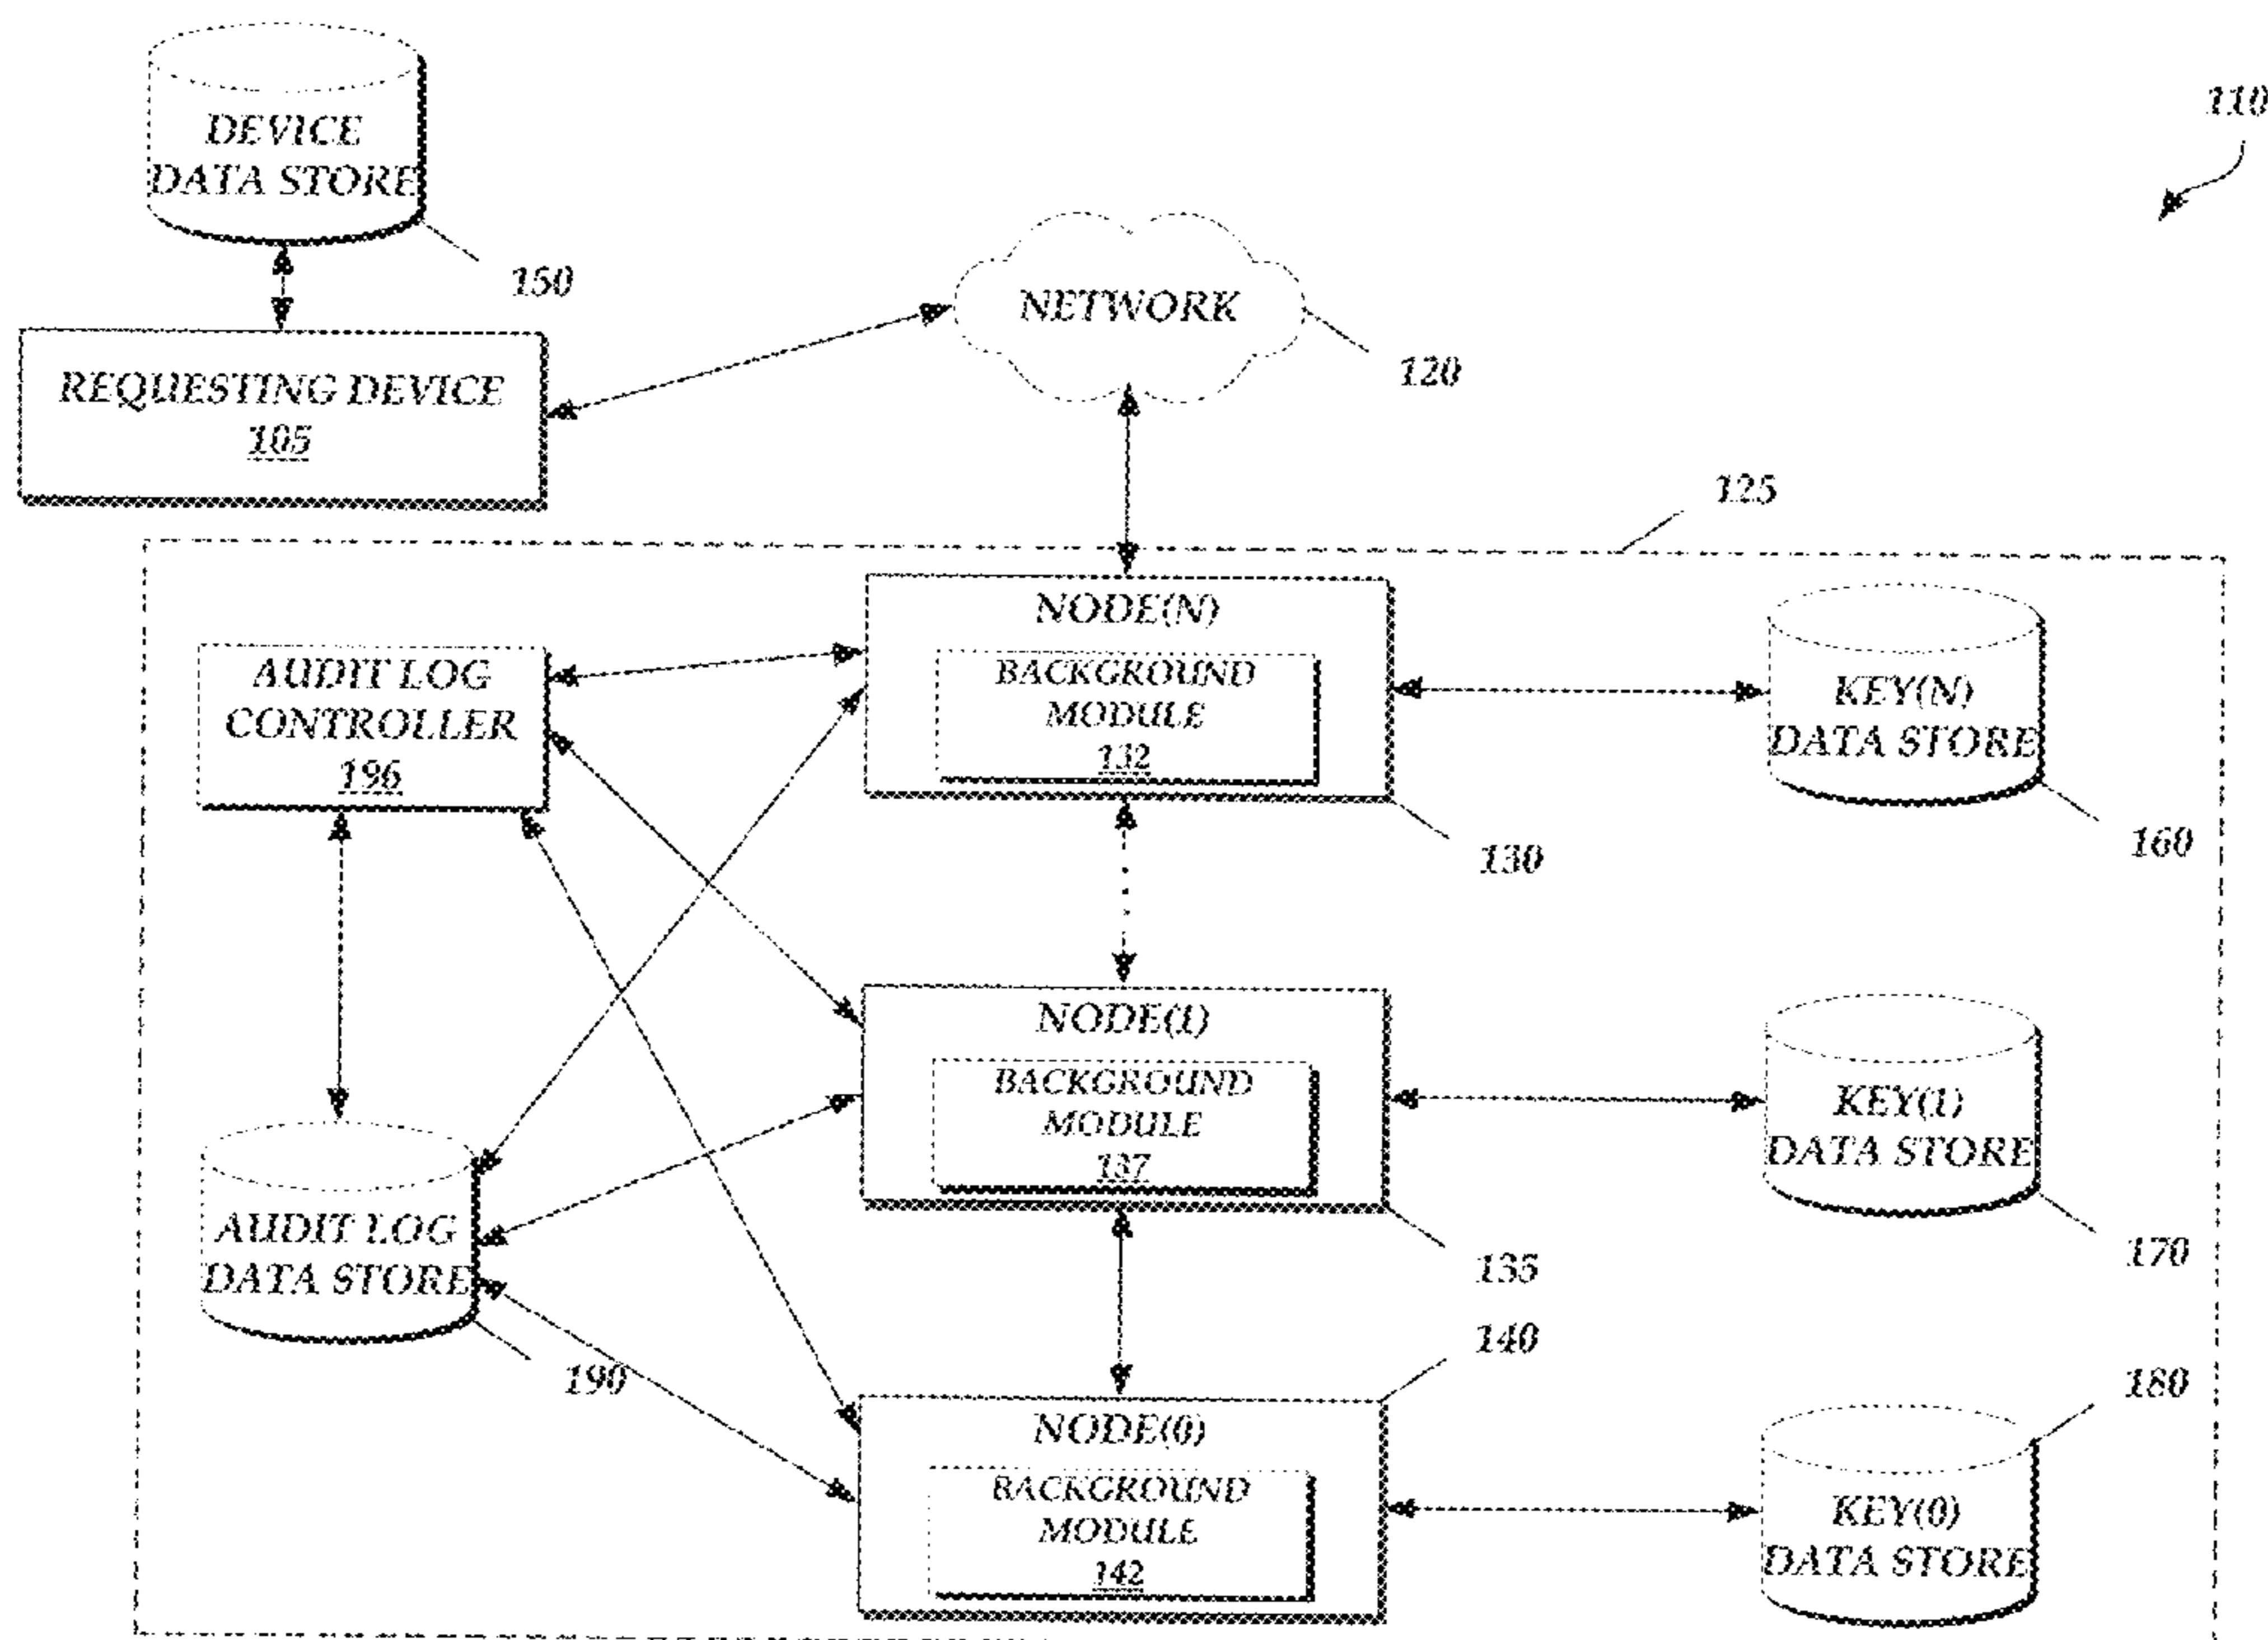 DEVICE
DATA STORE
150
110
NETWORK
120
REQUESTING DEVICE
105
125
NODE(N)
BACKGROUND
MODULE
132
130
AUDIT LOG
CONTROLLER
196
KEY(N)
DATA STORE
160
NODE(1)
BACKGROUND
MODULE
137
135
KEY(1)
DATA STORE
170
AUDIT LOG
DATA STORE
190
140
NODE(0)
BACKGROUND
MODULE
142
180
KEY(0)
DATA STORE